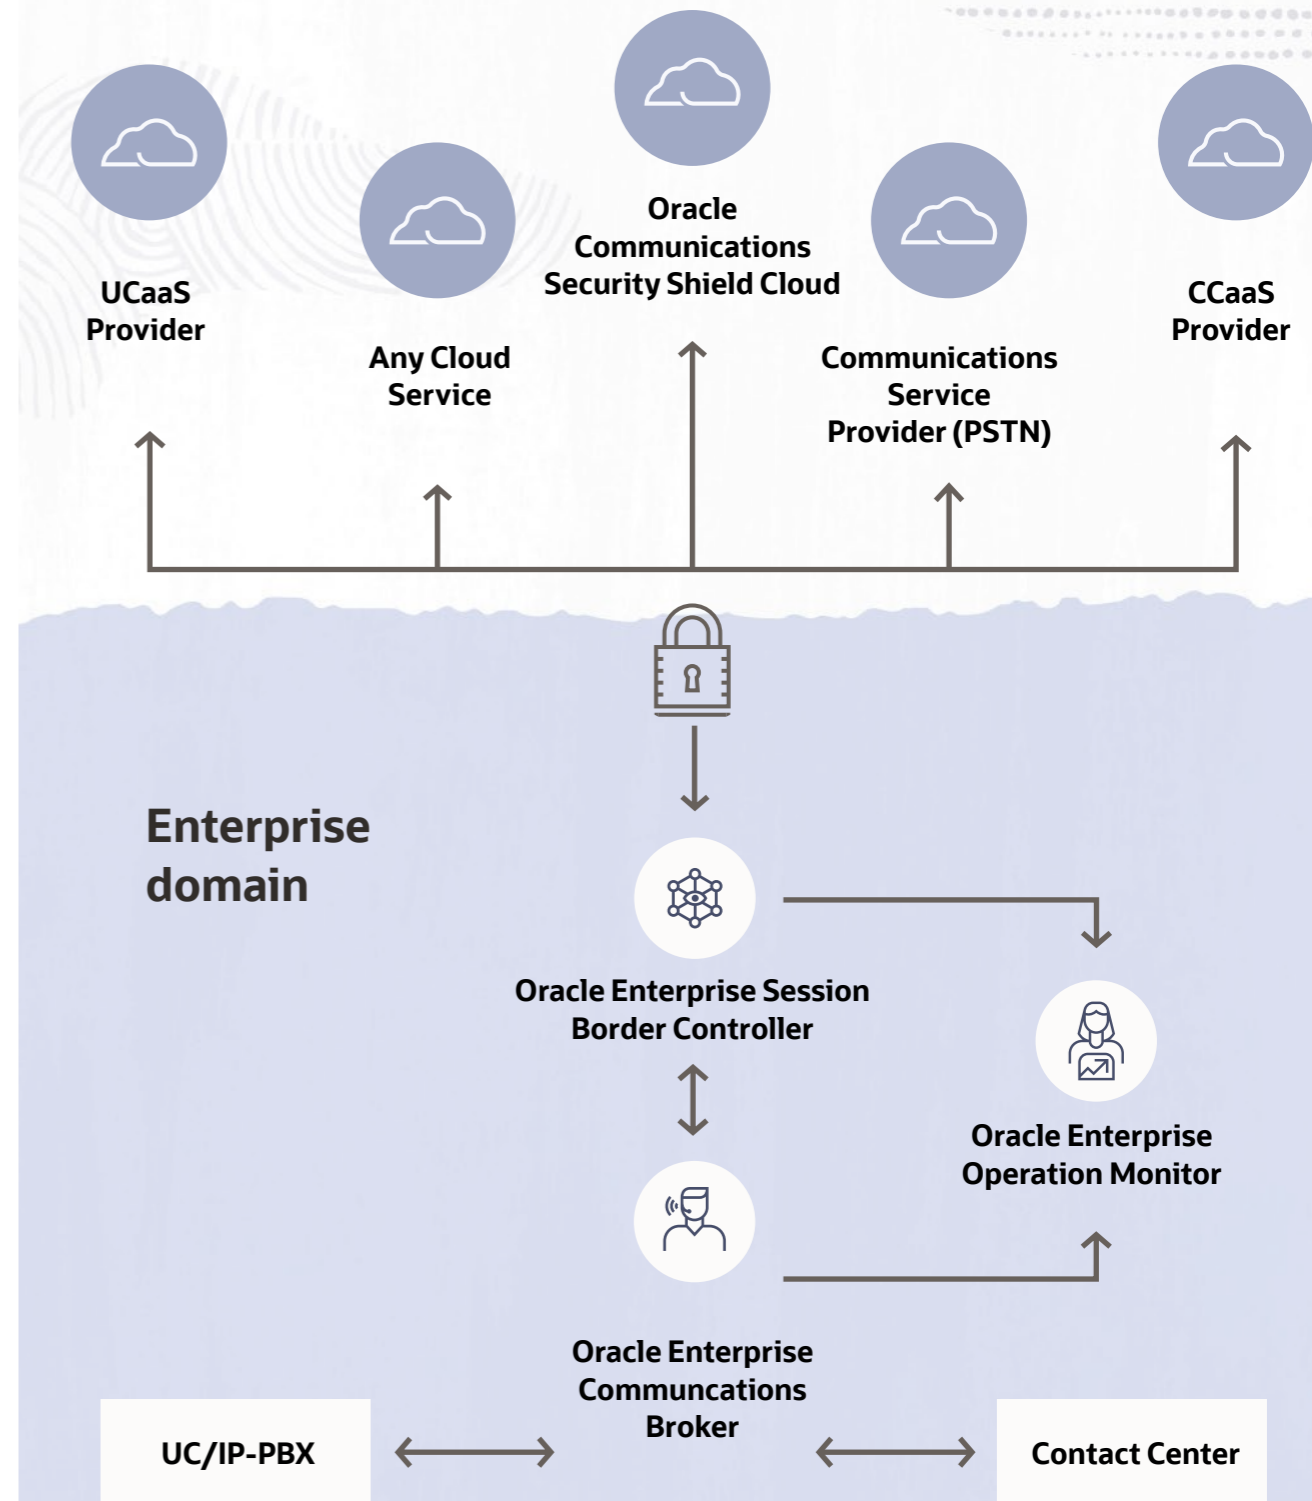 UCaaS
Provider
Any Cloud
Service
Oracle
Communications
Security Shield Cloud
Communications
Service
Provider (PSTN)
CCaaS
Provider
Enterprise
domain
Oracle Enterprise Session
Border Controller
Oracle Enterprise
Operation Monitor
Oracle Enterprise
Communcations
Broker
UC/IP-PBX
Contact Center